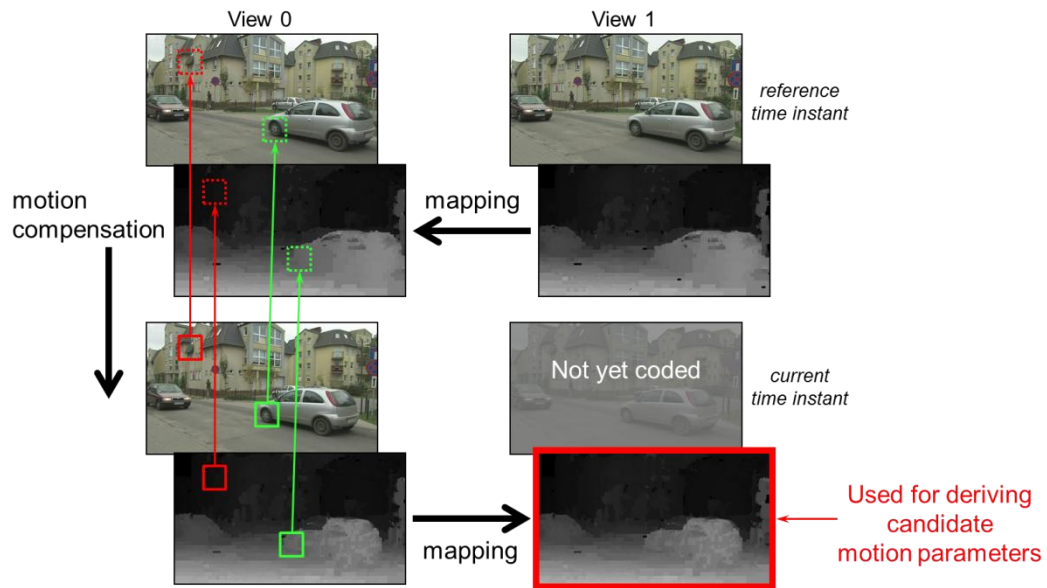 View 0
View 1
reference
time instant
motion
compensation
mapping
Not yet coded
current
time instant
mapping
Used for deriving
candidate
motion parameters